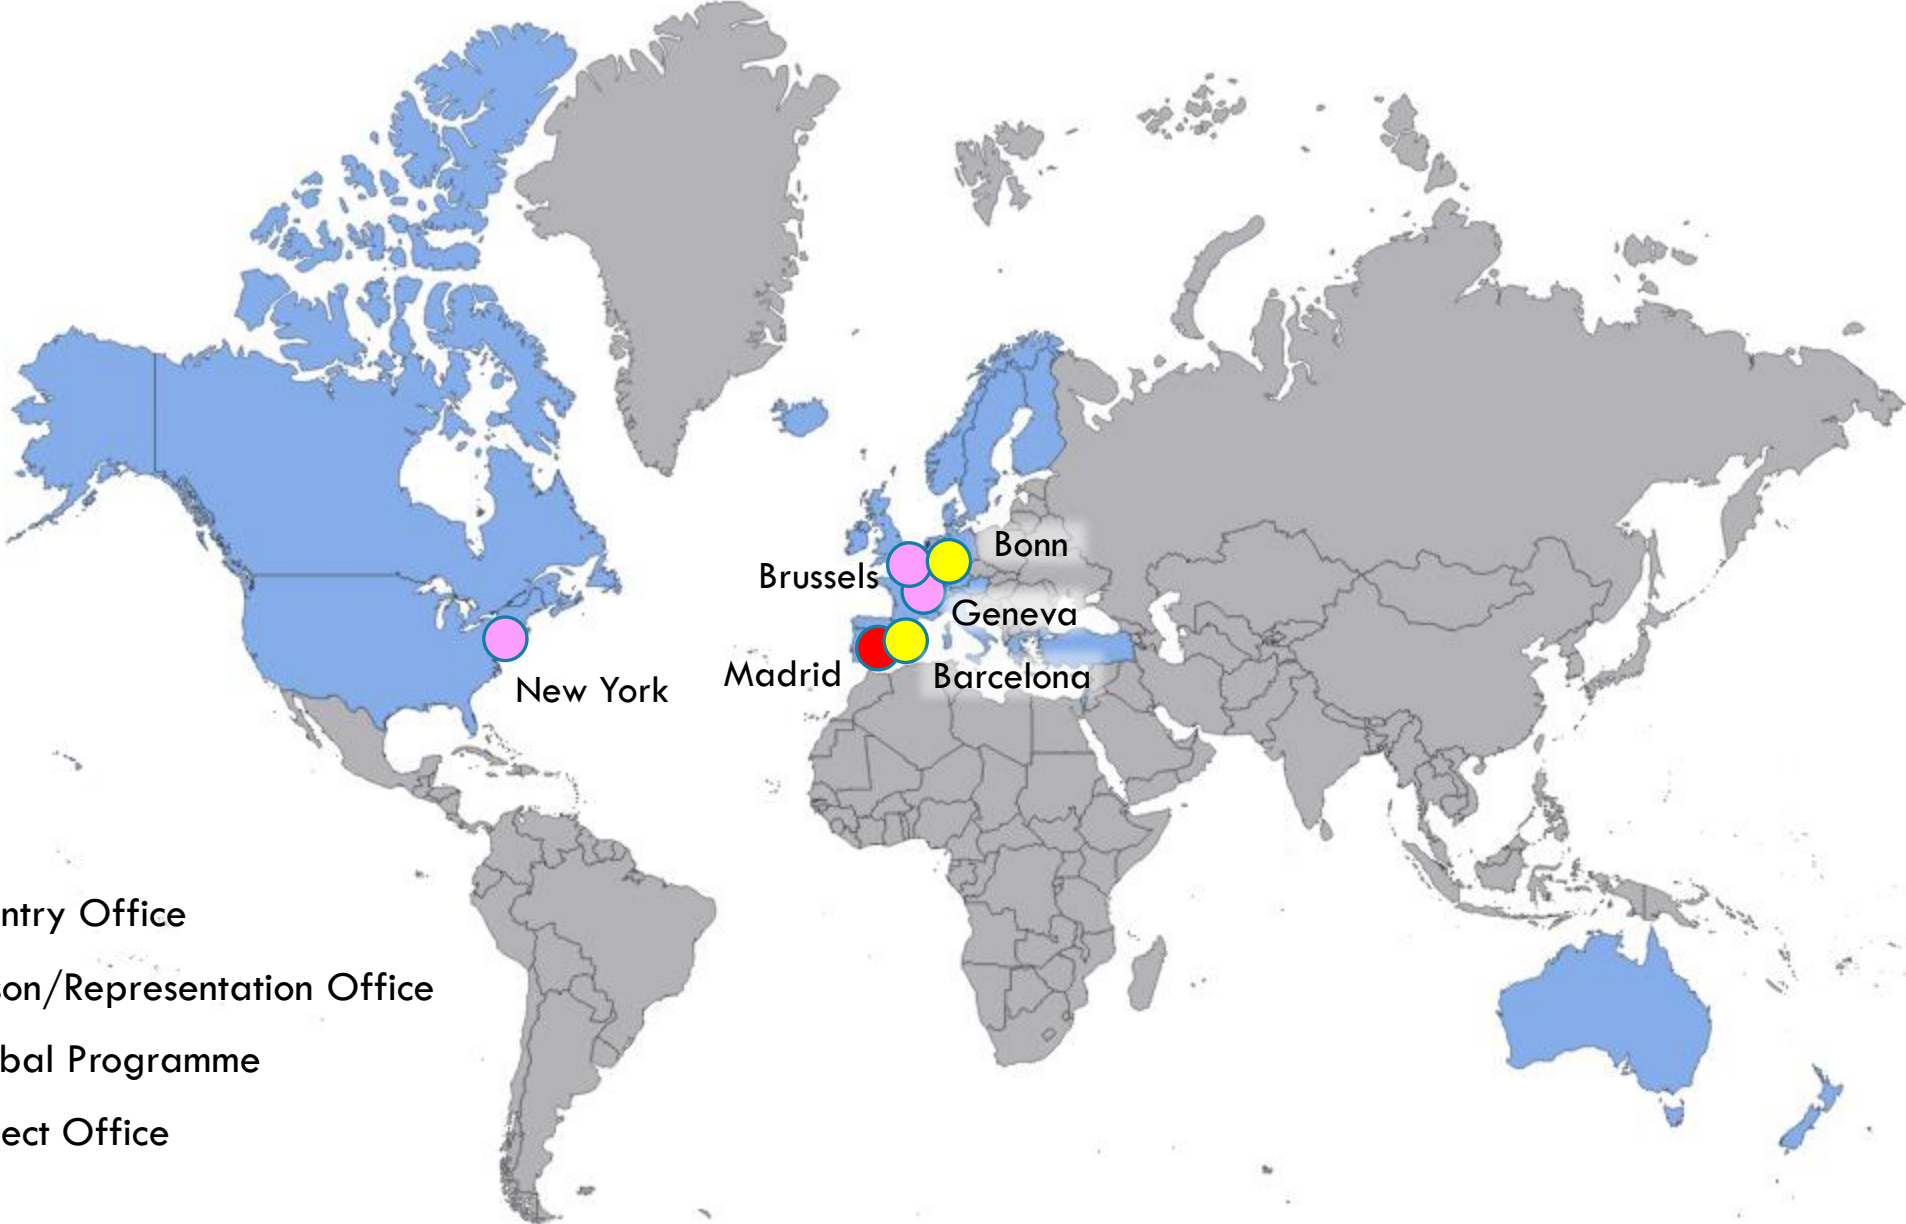 Bonn
Brussels
Geneva
Madrid
Barcelona
New York
ntry Office
son/Representation Office
bal Programme
ect Office